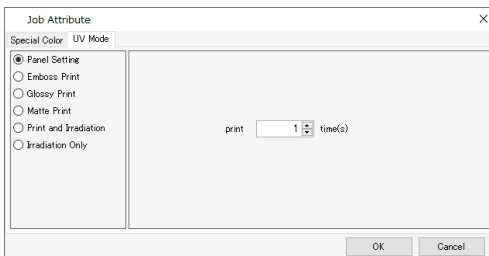 Job Attribute
Special Color UV Mode
Panel Setting
Emboss Print
Glossy Print
Matte Print
Print and Irradiation
Irradiation Only
print 1 time(s)
OK Cancel